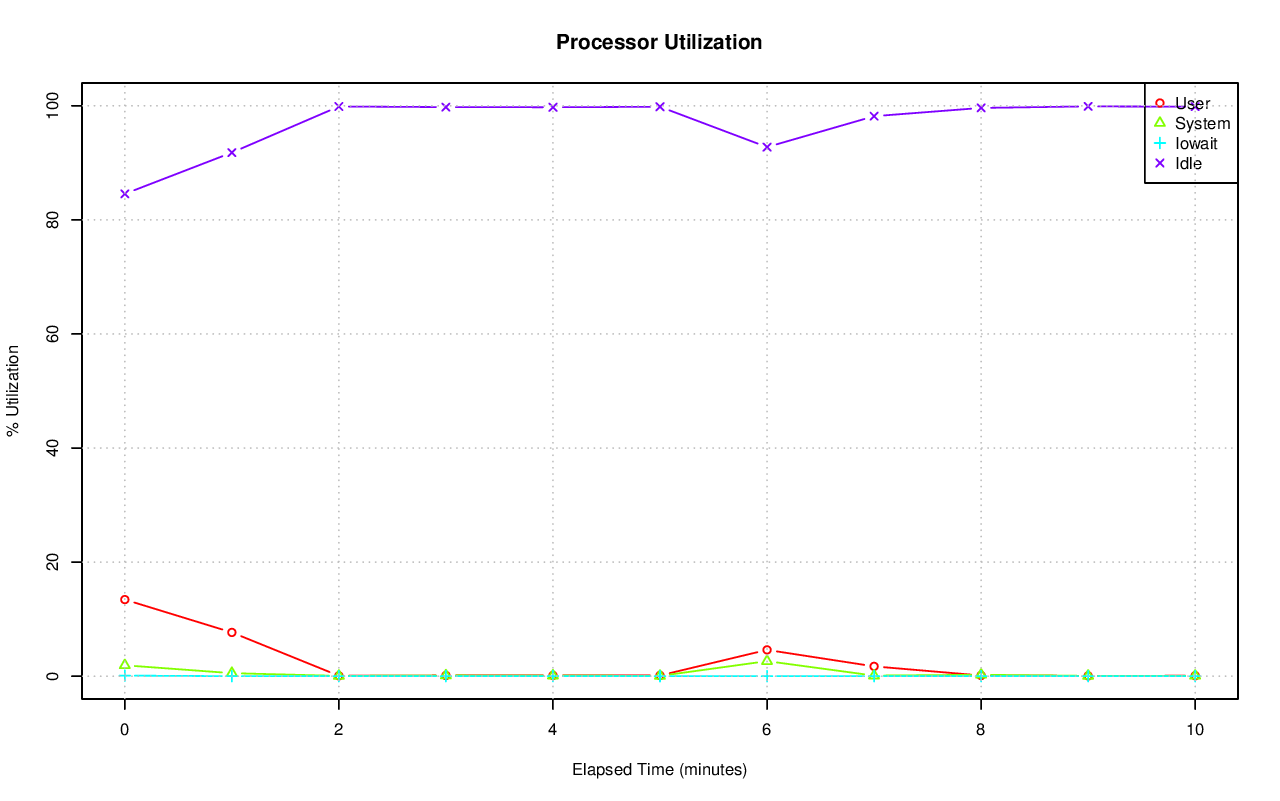 Processor Utilization
% Utilization
100
80
60
40
20
0
User
System
Iowait
Idle
0 2 4 6 8 10
Elapsed Time (minutes)